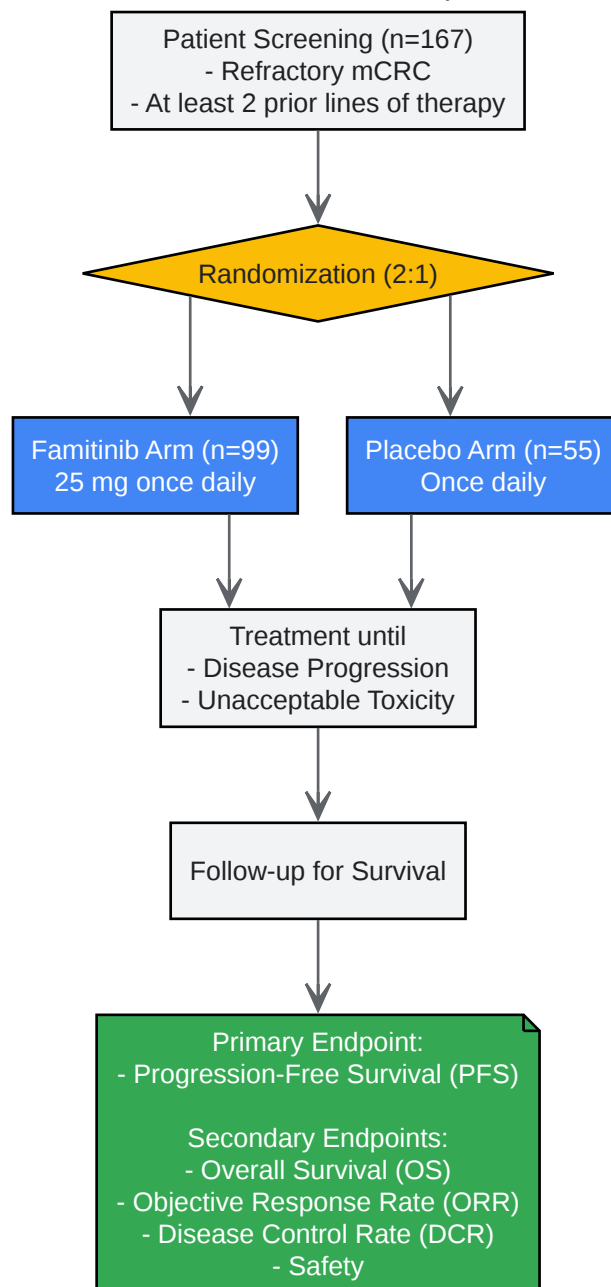 Patient Screening (n=167)
- Refractory mCRC
- At least 2 prior lines of therapy
Randomization (2:1)
Famitinib Arm (n=99)
25 mg once daily
Placebo Arm (n=55)
Once daily
Treatment until
- Disease Progression
- Unacceptable Toxicity
Follow-up for Survival
Primary Endpoint:
- Progression-Free Survival (PFS)
Secondary Endpoints:
- Overall Survival (OS)
- Objective Response Rate (ORR)
- Disease Control Rate (DCR)
- Safety